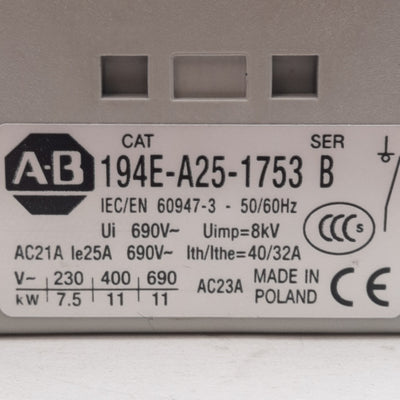 CAT SER
A-B 194E-A25-1753 B
IEC/EN 60947-3 - 50/60Hz
Ui 690V~ Uimp=8kV
CCC S
AC21A Ie25A 690V~ Ith/Ithe=40/32A
V~ 230 400 690
kW 7.5 11 11
AC23A
MADE IN
POLAND
CE